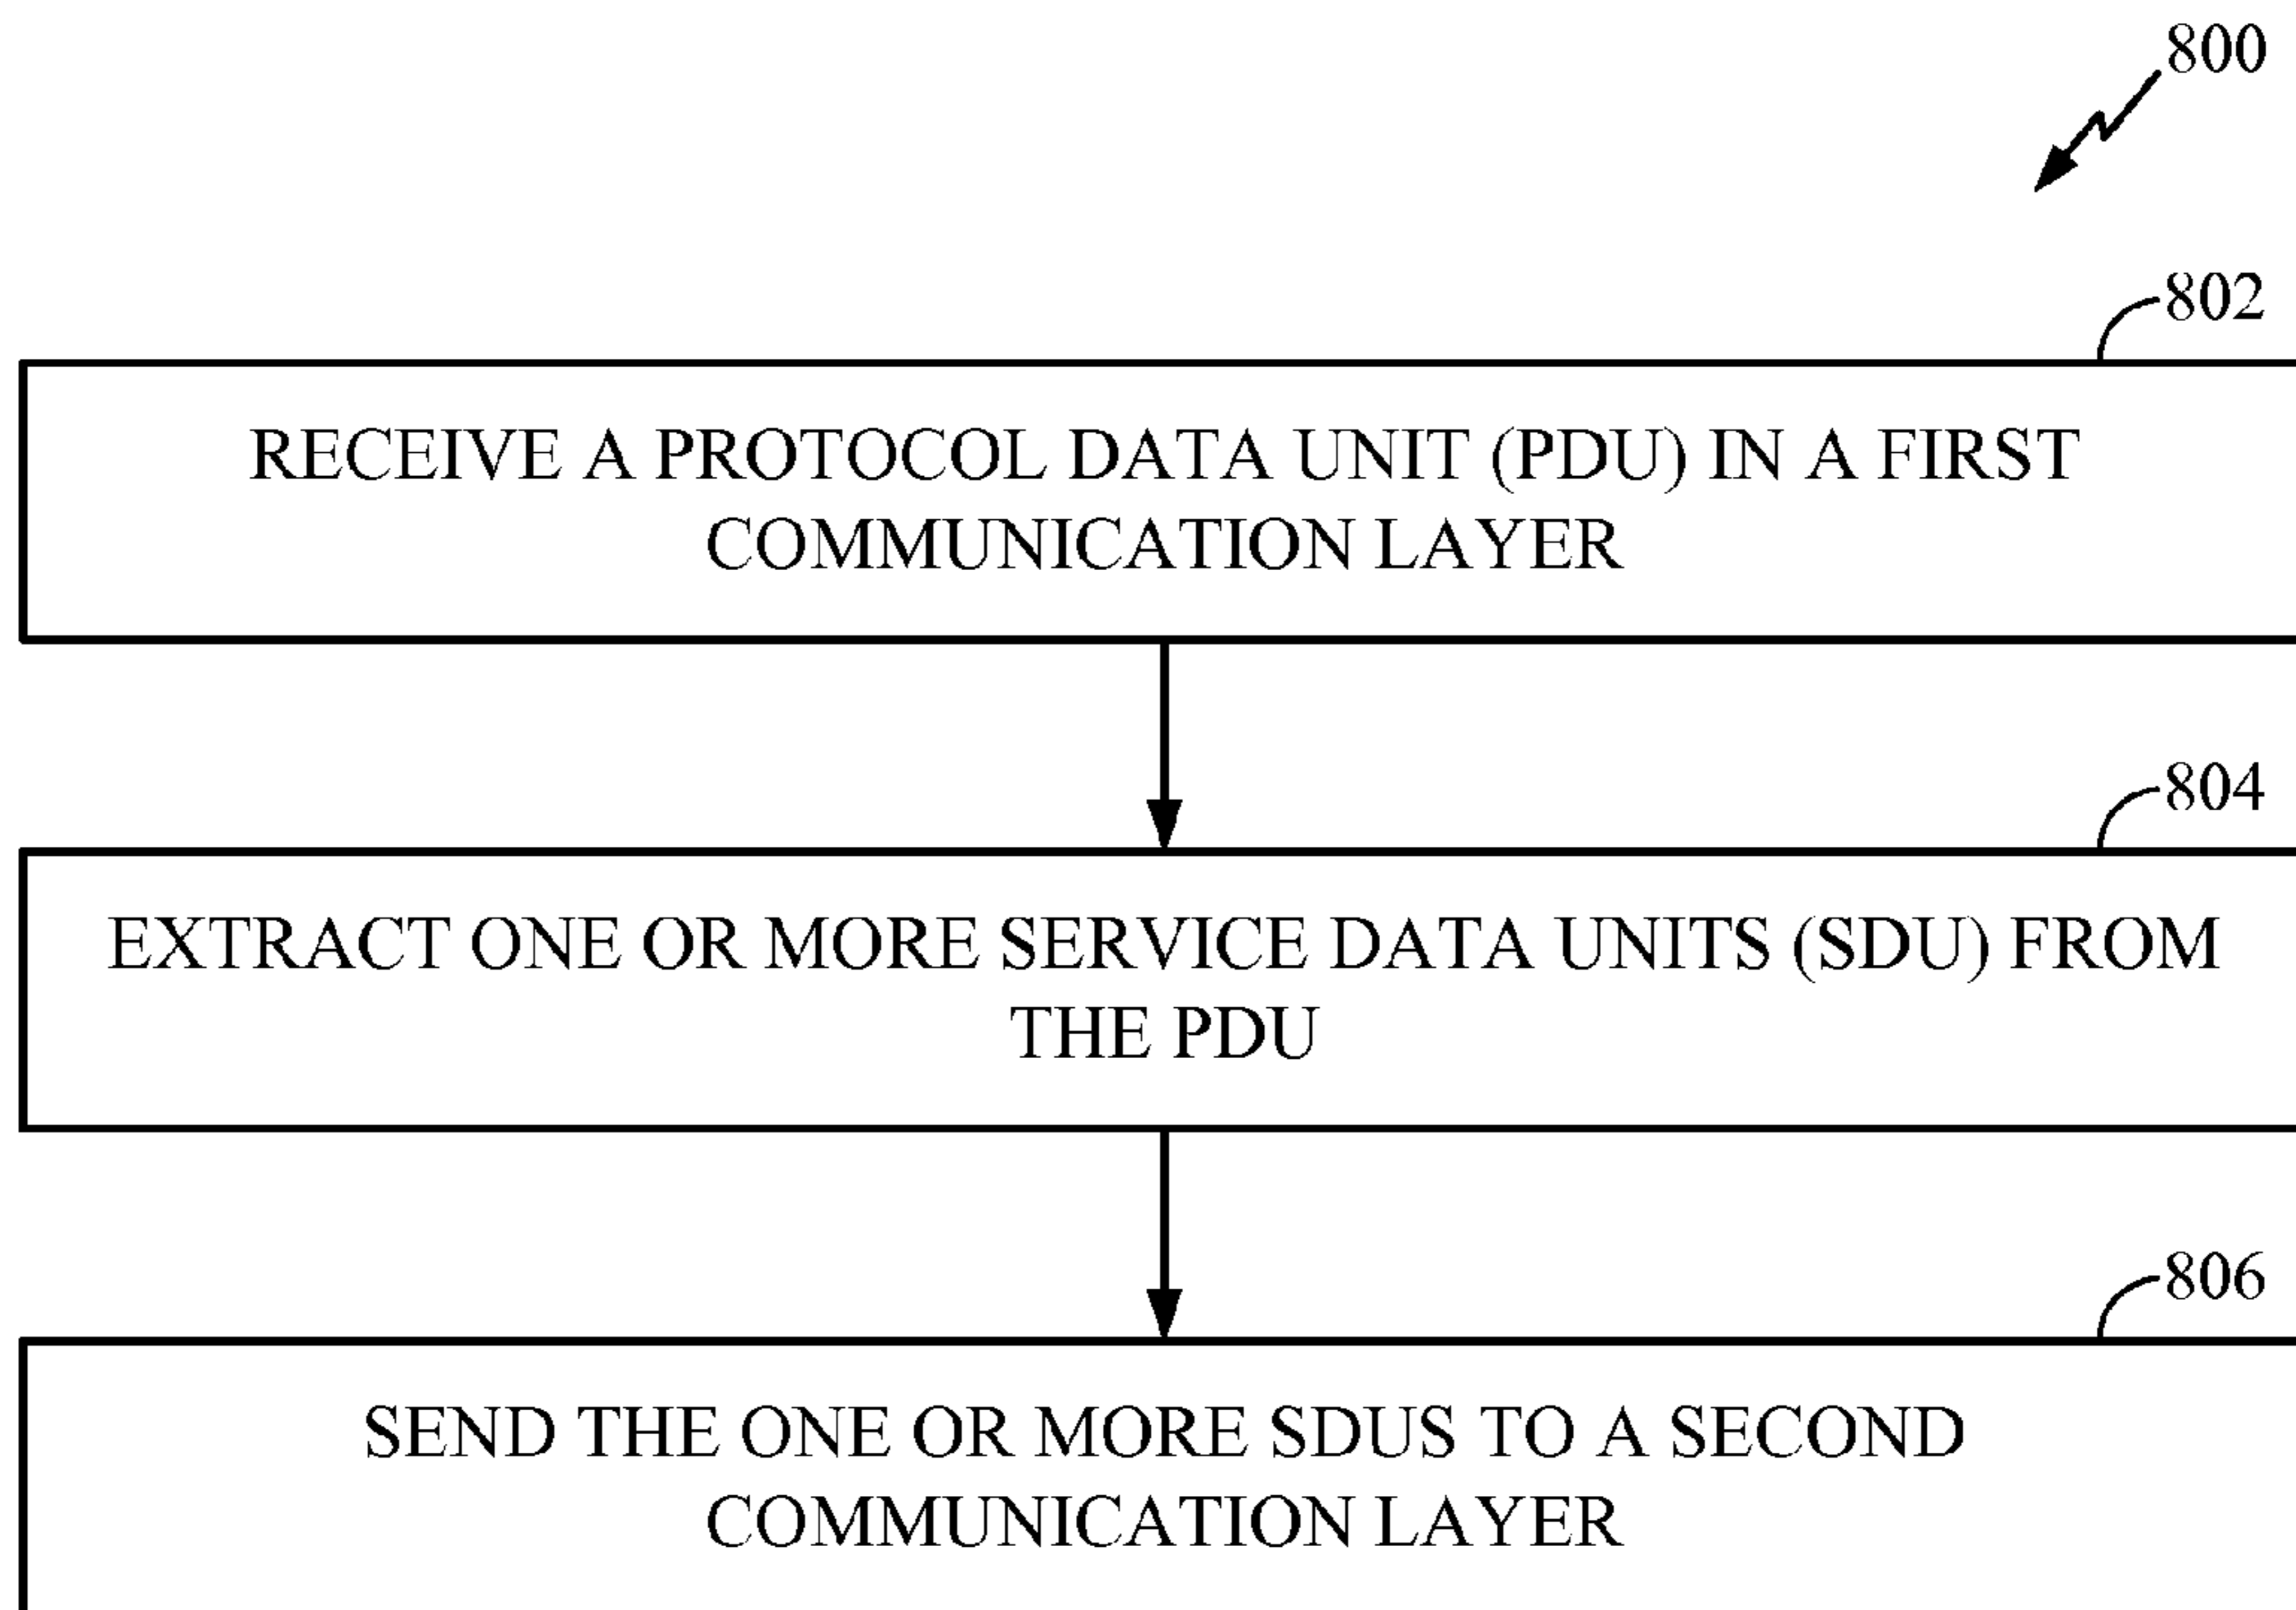 800
802
RECEIVE A PROTOCOL DATA UNIT (PDU) IN A FIRST
COMMUNICATION LAYER
804
EXTRACT ONE OR MORE SERVICE DATA UNITS (SDU) FROM
THE PDU
806
SEND THE ONE OR MORE SDUS TO A SECOND
COMMUNICATION LAYER